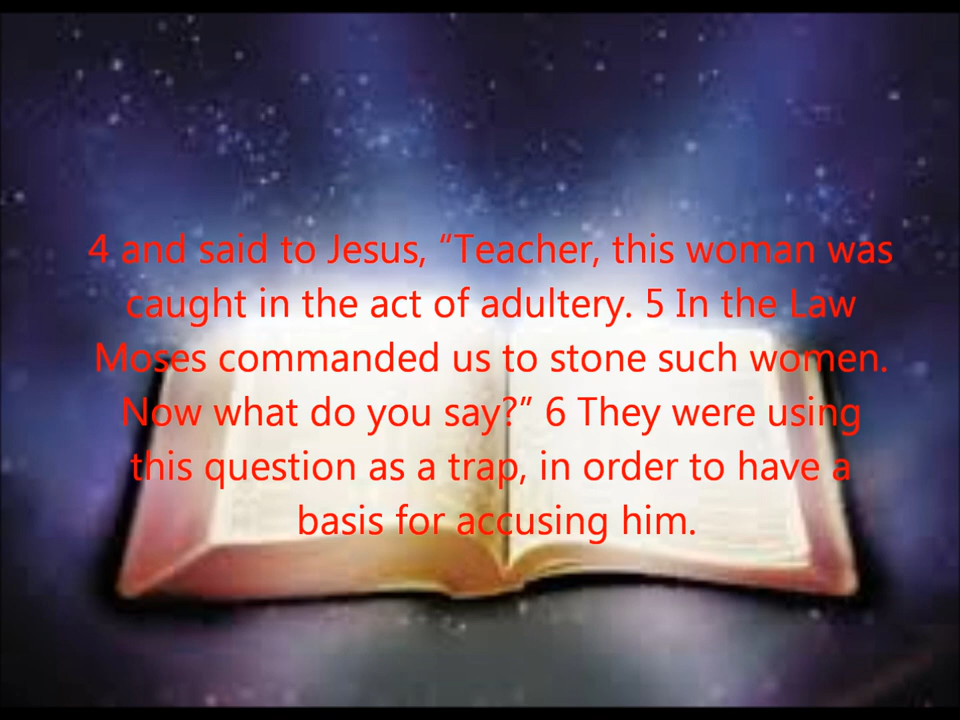 4 and said to Jesus, “Teacher, this woman was
caught in the act of adultery. 5 In the Law
Moses commanded us to stone such women.
Now what do you say?” 6 They were using
this question as a trap, in order to have a
basis for accusing him.